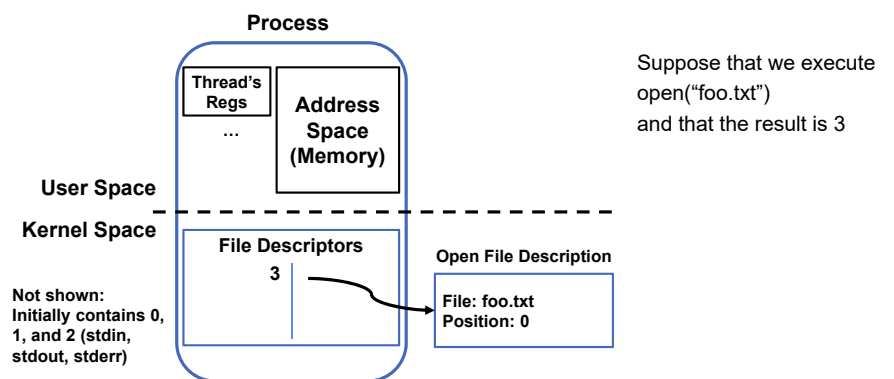 Process
Thread's
Regs
…
Address
Space
(Memory)
User Space
Kernel Space
File Descriptors
3
Not shown:
Initially contains 0,
1, and 2 (stdin,
stdout, stderr)
Open File Description
File: foo.txt
Position: 0
Suppose that we execute
open(“foo.txt”)
and that the result is 3